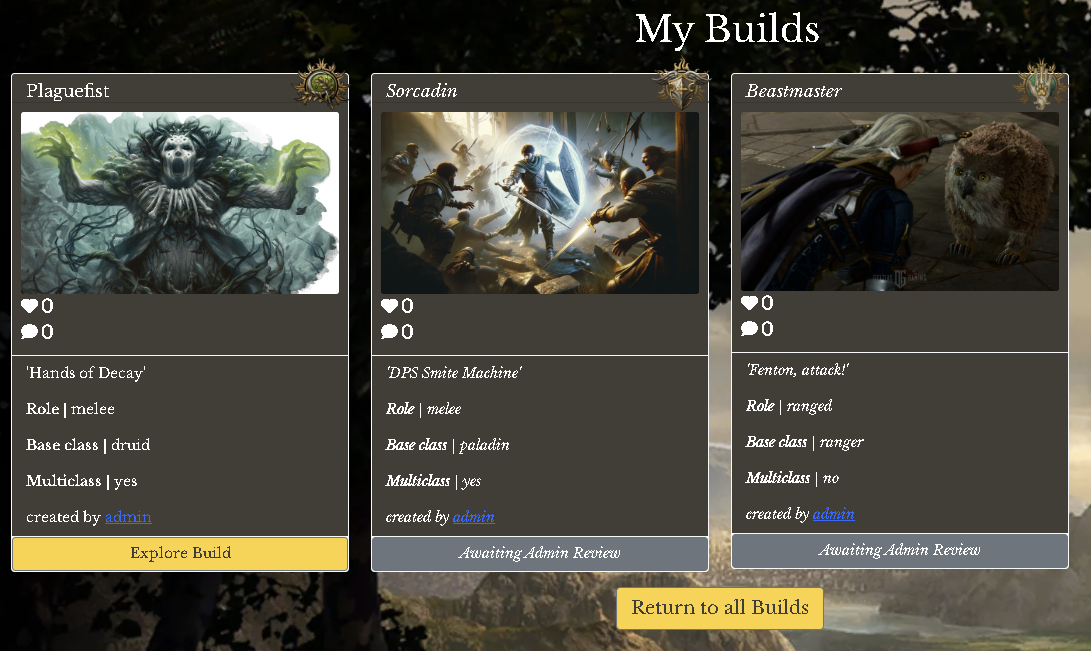 My Builds
Plaguefist
0
0
'Hands of Decay'
Role | melee
Base class | druid
Multiclass | yes
created by admin
Explore Build
Sorcadin
0
0
'DPS Smite Machine'
Role | melee
Base class | paladin
Multiclass | yes
created by admin
Awaiting Admin Review
Beastmaster
0
0
'Fenton, attack!'
Role | ranged
Base class | ranger
Multiclass | no
created by admin
Awaiting Admin Review
Return to all Builds